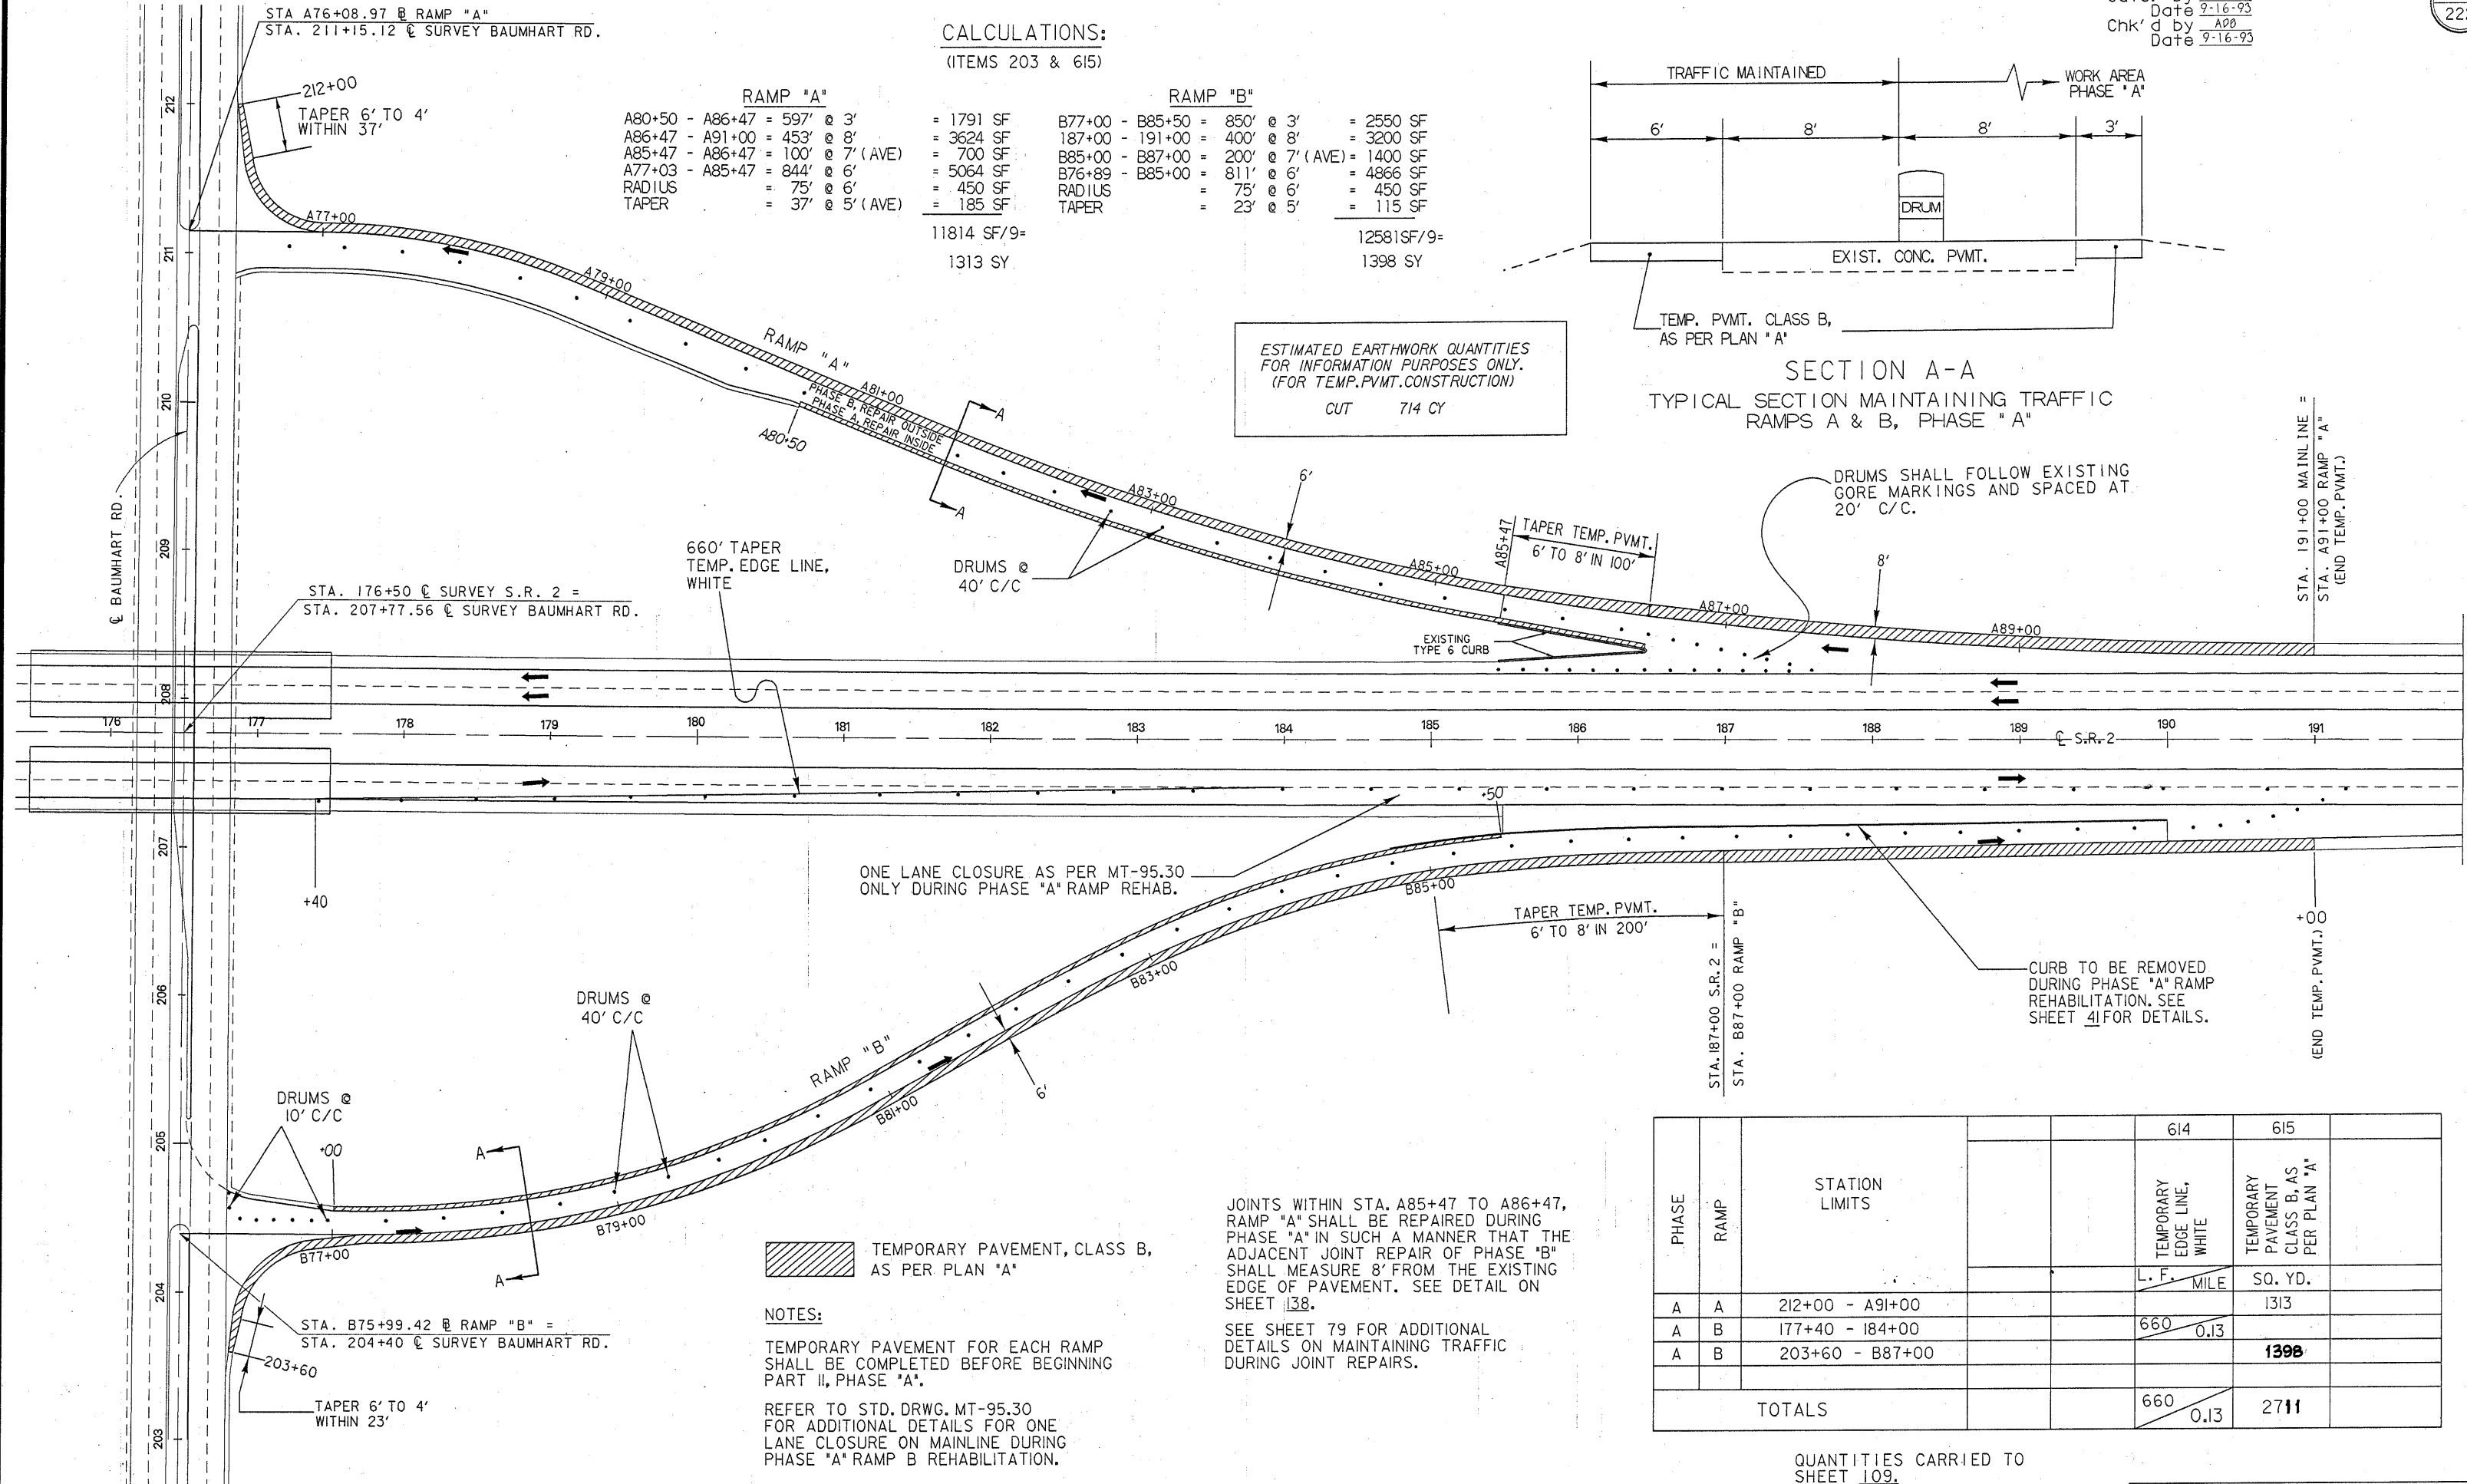 STA A76+08.97 ⅊ RAMP "A"
STA. 211+15.12 ℄ SURVEY BAUMHART RD.
212+00
TAPER 6' TO 4'
WITHIN 37'
CALCULATIONS:
(ITEMS 203 & 615)
RAMP "A"
A80+50 - A86+47 = 597' @ 3' = 1791 SF
A86+47 - A91+00 = 453' @ 8' = 3624 SF
A85+47 - A86+47 = 100' @ 7' (AVE) = 700 SF
A77+03 - A85+47 = 844' @ 6' = 5064 SF
RADIUS = 75' @ 6' = 450 SF
TAPER = 37' @ 5' (AVE) = 185 SF
11814 SF/9=
1313 SY
RAMP "B"
B77+00 - B85+50 = 850' @ 3' = 2550 SF
187+00 - 191+00 = 400' @ 8' = 3200 SF
B85+00 - B87+00 = 200' @ 7' (AVE) = 1400 SF
B76+89 - B85+00 = 811' @ 6' = 4866 SF
RADIUS = 75' @ 6' = 450 SF
TAPER = 23' @ 5' = 115 SF
12581SF/9=
1398 SY
Date 9-16-93
Chk'd by ADB
Date 9-16-93
TRAFFIC MAINTAINED
WORK AREA
PHASE "A"
6' 8' 8' 3'
DRUM
EXIST. CONC. PVMT.
TEMP. PVMT. CLASS B,
AS PER PLAN "A"
SECTION A-A
TYPICAL SECTION MAINTAINING TRAFFIC
RAMPS A & B, PHASE "A"
ESTIMATED EARTHWORK QUANTITIES
FOR INFORMATION PURPOSES ONLY.
(FOR TEMP.PVMT.CONSTRUCTION)
CUT 714 CY
212
211
210
209
208
207
206
205
204
203
℄ BAUMHART RD.
A77+00
A79+00
RAMP "A"
A81+00
PHASE B, REPAIR OUTSIDE
PHASE A, REPAIR INSIDE
A80+50
A
A
A83+00
6'
A85+00
A85+47
TAPER TEMP. PVMT.
6' TO 8' IN 100'
A87+00
8'
A89+00
DRUMS SHALL FOLLOW EXISTING
GORE MARKINGS AND SPACED AT
20' C/C.
STA. 191+00 MAINLINE =
STA. A91+00 RAMP "A"
(END TEMP.PVMT.)
660' TAPER
TEMP. EDGE LINE,
WHITE
DRUMS @
40' C/C
EXISTING
TYPE 6 CURB
STA. 176+50 ℄ SURVEY S.R. 2 =
STA. 207+77.56 ℄ SURVEY BAUMHART RD.
176 177 178 179 180 181 182 183 184 185 186 187 188 189 190 191
℄ S.R. 2
+50
+40
ONE LANE CLOSURE AS PER MT-95.30
ONLY DURING PHASE "A" RAMP REHAB.
B85+00
TAPER TEMP. PVMT.
6' TO 8' IN 200'
STA. 187+00 S.R. 2 =
STA. B87+00 RAMP "B"
+00
(END TEMP. PVMT.)
CURB TO BE REMOVED
DURING PHASE "A" RAMP
REHABILITATION. SEE
SHEET 41 FOR DETAILS.
B83+00
DRUMS @
40' C/C
RAMP "B"
6'
B81+00
DRUMS @
10' C/C
+00
A
A
B79+00
B77+00
STA. B75+99.42 ⅊ RAMP "B" =
STA. 204+40 ℄ SURVEY BAUMHART RD.
203+60
TAPER 6' TO 4'
WITHIN 23'
TEMPORARY PAVEMENT, CLASS B,
AS PER PLAN "A"
NOTES:
TEMPORARY PAVEMENT FOR EACH RAMP
SHALL BE COMPLETED BEFORE BEGINNING
PART II, PHASE "A".
REFER TO STD. DRWG. MT-95.30
FOR ADDITIONAL DETAILS FOR ONE
LANE CLOSURE ON MAINLINE DURING
PHASE "A" RAMP B REHABILITATION.
JOINTS WITHIN STA. A85+47 TO A86+47,
RAMP "A" SHALL BE REPAIRED DURING
PHASE "A" IN SUCH A MANNER THAT THE
ADJACENT JOINT REPAIR OF PHASE "B"
SHALL MEASURE 8' FROM THE EXISTING
EDGE OF PAVEMENT. SEE DETAIL ON
SHEET 138.
SEE SHEET 79 FOR ADDITIONAL
DETAILS ON MAINTAINING TRAFFIC
DURING JOINT REPAIRS.
614 615
PHASE
RAMP
STATION
LIMITS
TEMPORARY
EDGE LINE,
WHITE
TEMPORARY
PAVEMENT
CLASS B, AS
PER PLAN "A"
L. F. MILE SQ. YD.
A A 212+00 - A91+00 1313
A B 177+40 - 184+00 660 0.13
A B 203+60 - B87+00 1398
TOTALS 660 0.13 2711
QUANTITIES CARRIED TO
SHEET 109.